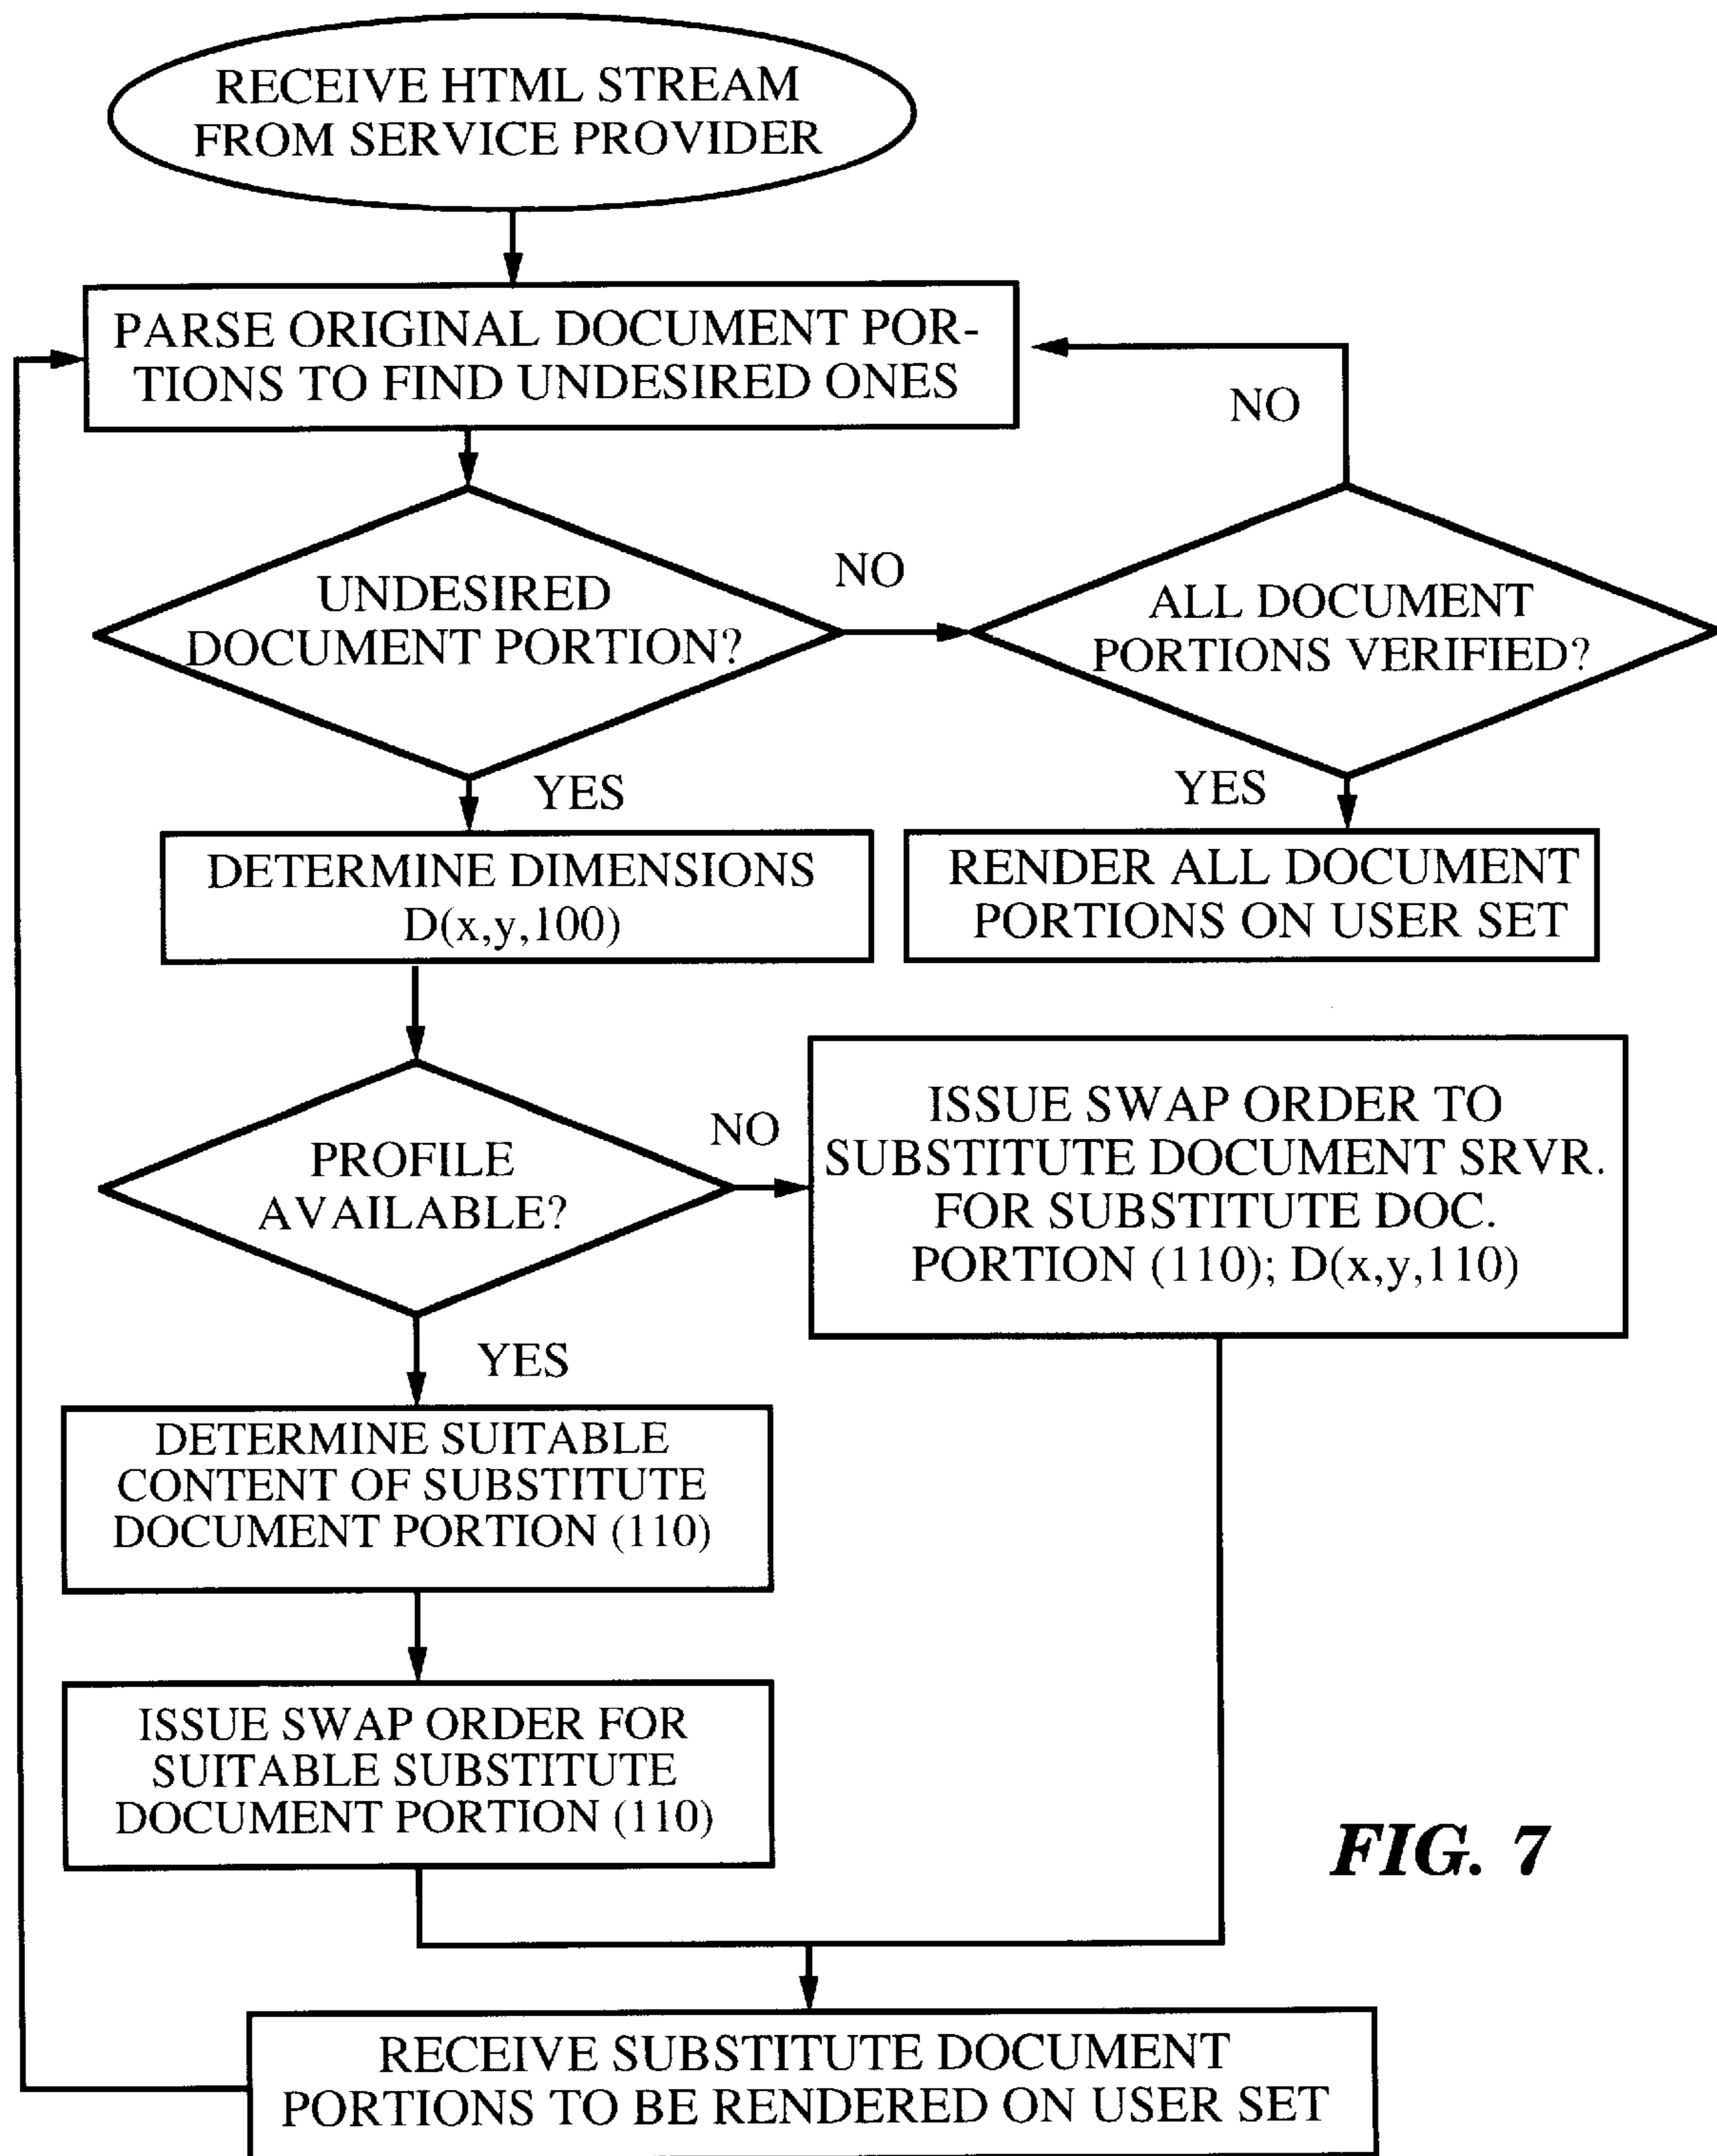 RECEIVE HTML STREAM
FROM SERVICE PROVIDER
PARSE ORIGINAL DOCUMENT POR-
TIONS TO FIND UNDESIRED ONES
NO
UNDESIRED
DOCUMENT PORTION?
NO
ALL DOCUMENT
PORTIONS VERIFIED?
YES
YES
DETERMINE DIMENSIONS
D(x,y,100)
RENDER ALL DOCUMENT
PORTIONS ON USER SET
PROFILE
AVAILABLE?
NO
ISSUE SWAP ORDER TO
SUBSTITUTE DOCUMENT SRVR.
FOR SUBSTITUTE DOC.
PORTION (110); D(x,y,110)
YES
DETERMINE SUITABLE
CONTENT OF SUBSTITUTE
DOCUMENT PORTION (110)
ISSUE SWAP ORDER FOR
SUITABLE SUBSTITUTE
DOCUMENT PORTION (110)
FIG. 7
RECEIVE SUBSTITUTE DOCUMENT
PORTIONS TO BE RENDERED ON USER SET